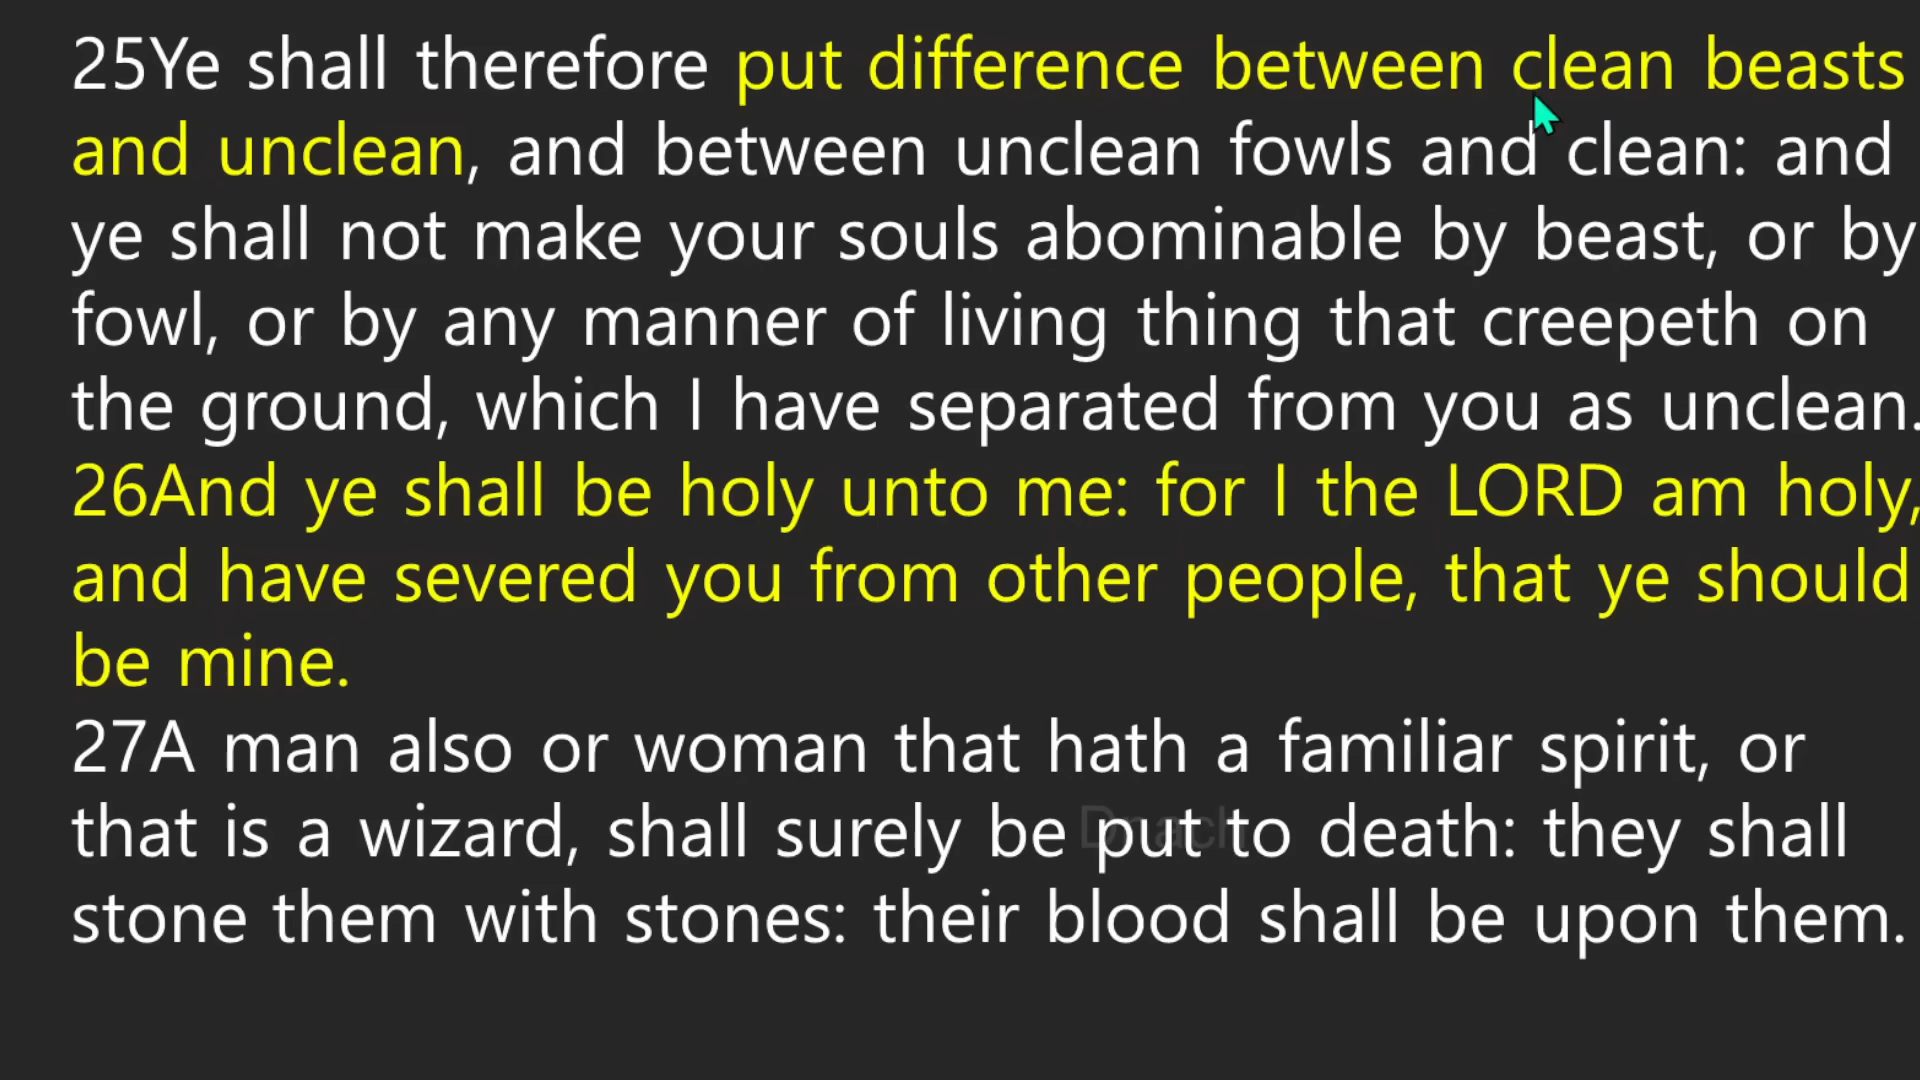 25Ye shall therefore put difference between clean beasts
and unclean, and between unclean fowls and clean: and
ye shall not make your souls abominable by beast, or by
fowl, or by any manner of living thing that creepeth on
the ground, which I have separated from you as unclean.
26And ye shall be holy unto me: for I the LORD am holy,
and have severed you from other people, that ye should
be mine.
27A man also or woman that hath a familiar spirit, or
that is a wizard, shall surely be put to death: they shall
stone them with stones: their blood shall be upon them.